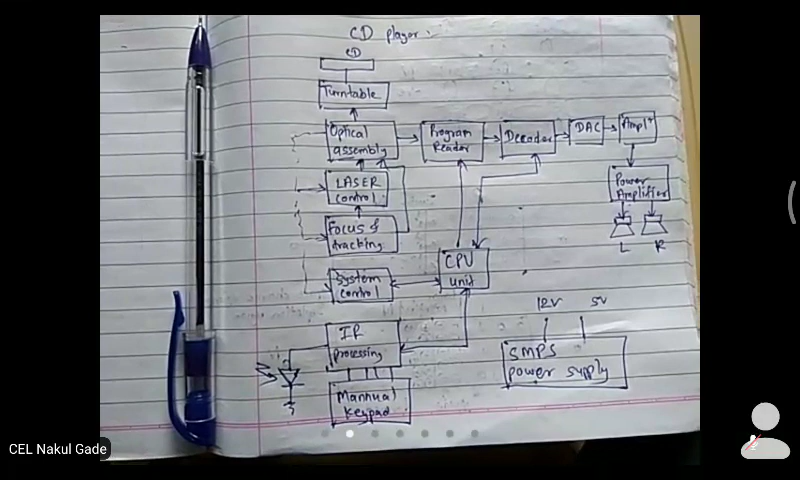 CD player.
CD
Turntable
Optical
assembly
Program
Reader
Decoder
DAC
Ampl^r
LASER
control
Power
Amplifier
Focus &
tracking
L
R
CPU
unit
System
control
12V
5V
IR
processing
SMPS
power supply
Mannual
Keypad
CEL Nakul Gade